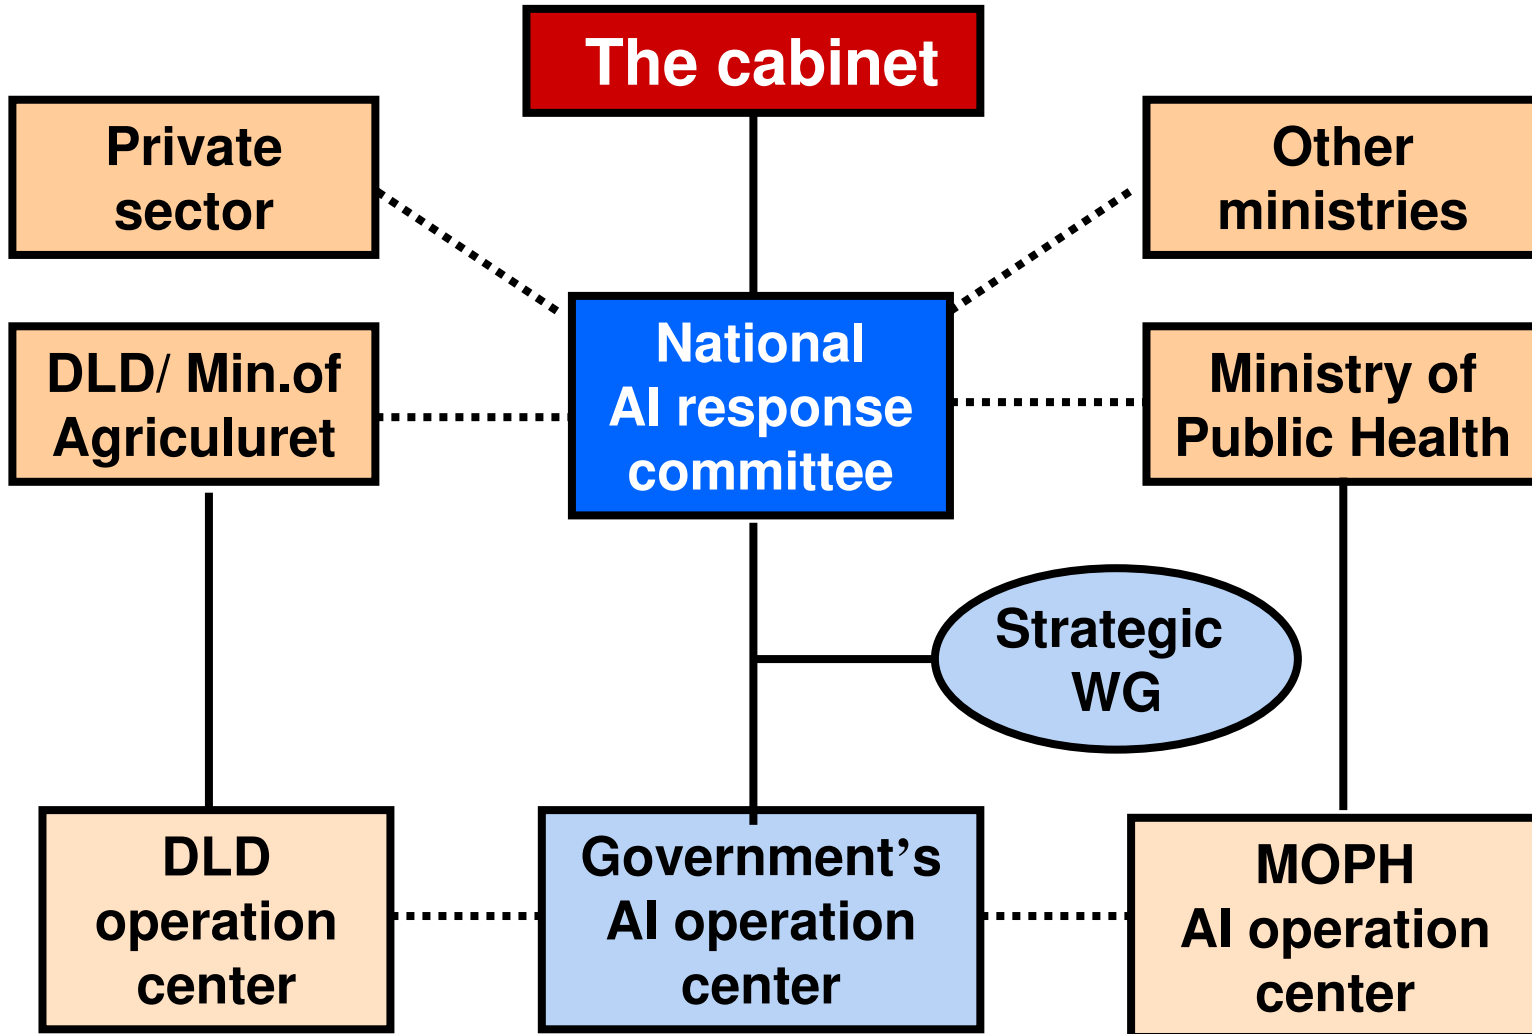 The cabinet
Private
sector
Other
ministries
National
AI response
committee
DLD/ Min.of
Agriculuret
Ministry of
Public Health
Strategic
WG
DLD
operation
center
Government’s
AI operation
center
MOPH
AI operation
center